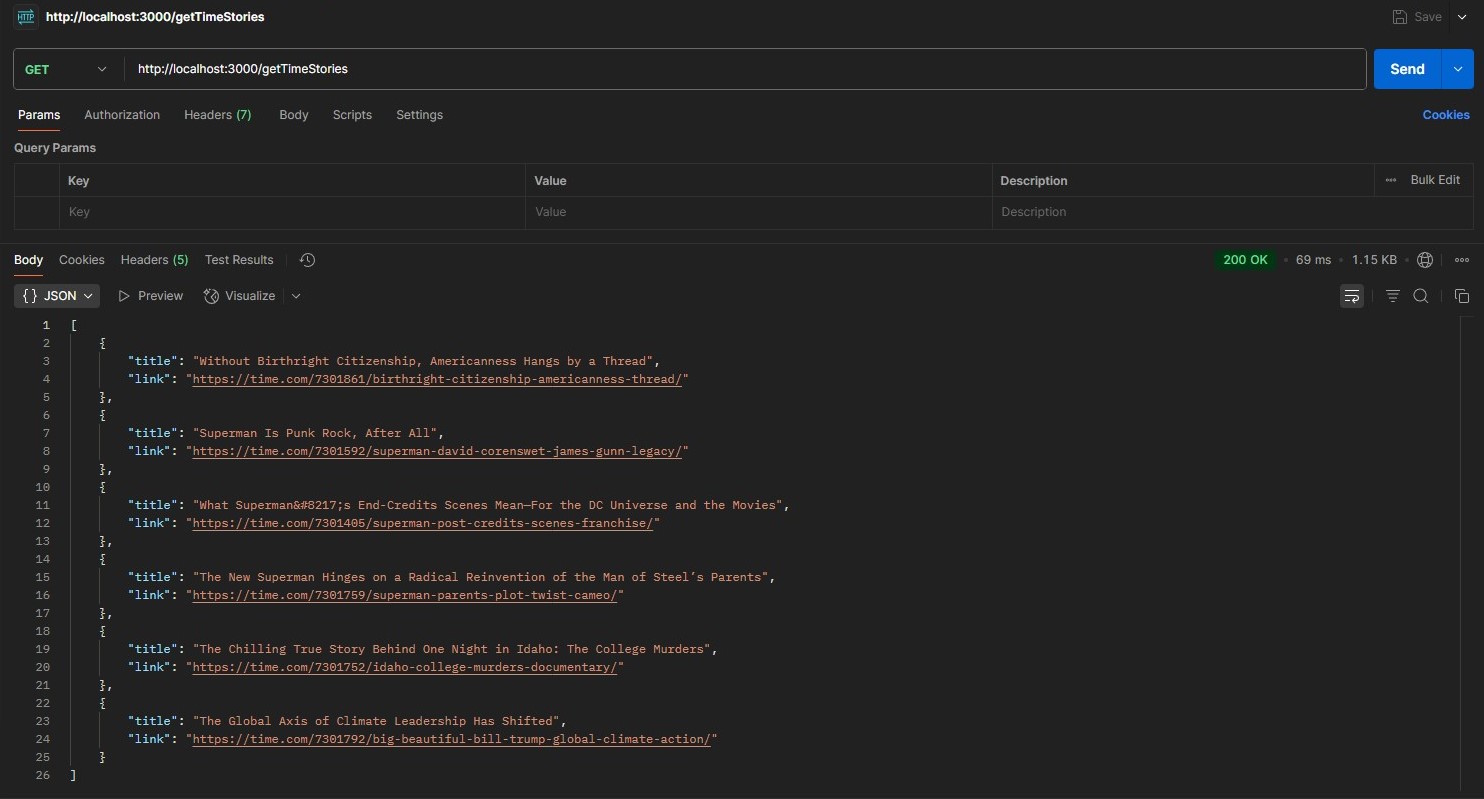 HTTP http://localhost:3000/getTimeStories Save
GET http://localhost:3000/getTimeStories Send
Params Authorization Headers (7) Body Scripts Settings Cookies
Query Params
Key Value Description ••• Bulk Edit
Key Value Description
Body Cookies Headers (5) Test Results 200 OK • 69 ms • 1.15 KB •
{} JSON Preview Visualize
1 [
2 {
3 "title": "Without Birthright Citizenship, Americanness Hangs by a Thread",
4 "link": "https://time.com/7301861/birthright-citizenship-americanness-thread/"
5 },
6 {
7 "title": "Superman Is Punk Rock, After All",
8 "link": "https://time.com/7301592/superman-david-corenswet-james-gunn-legacy/"
9 },
10 {
11 "title": "What Superman&#8217;s End-Credits Scenes Mean—For the DC Universe and the Movies",
12 "link": "https://time.com/7301405/superman-post-credits-scenes-franchise/"
13 },
14 {
15 "title": "The New Superman Hinges on a Radical Reinvention of the Man of Steel’s Parents",
16 "link": "https://time.com/7301759/superman-parents-plot-twist-cameo/"
17 },
18 {
19 "title": "The Chilling True Story Behind One Night in Idaho: The College Murders",
20 "link": "https://time.com/7301752/idaho-college-murders-documentary/"
21 },
22 {
23 "title": "The Global Axis of Climate Leadership Has Shifted",
24 "link": "https://time.com/7301792/big-beautiful-bill-trump-global-climate-action/"
25 }
26 ]